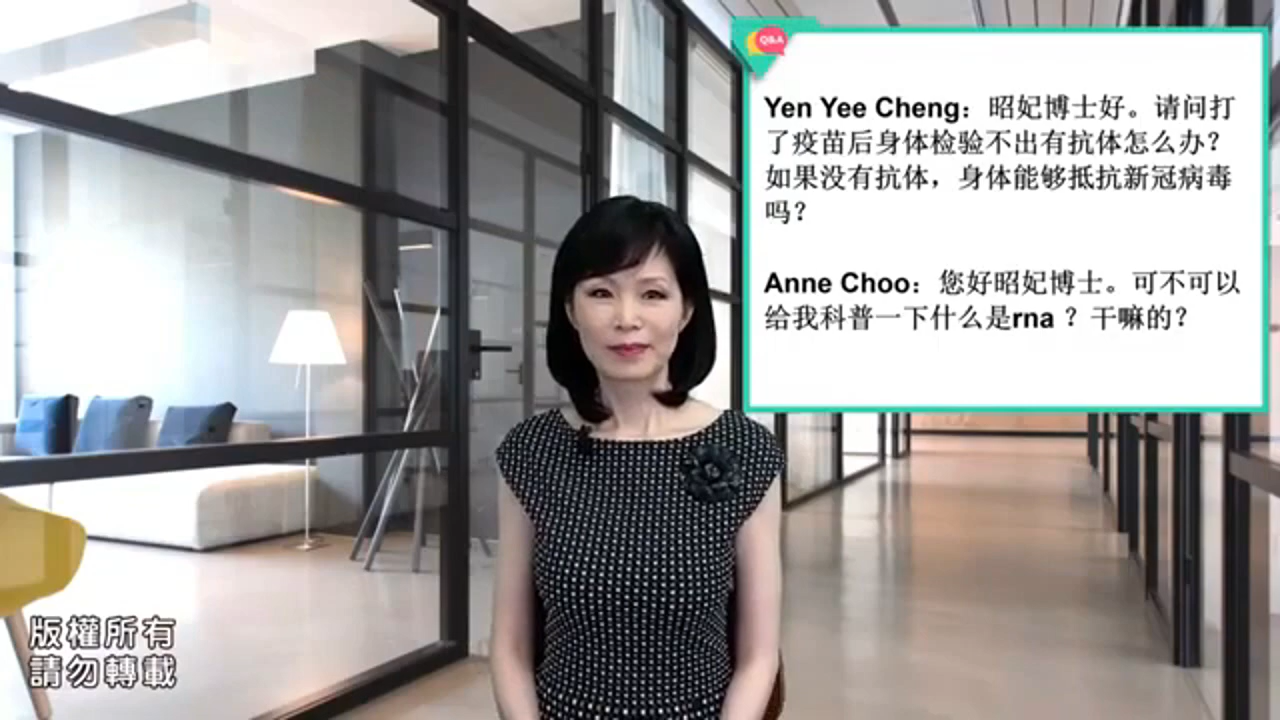 Q&A
Yen Yee Cheng：昭妃博士好。请问打
了疫苗后身体检验不出有抗体怎么办？
如果没有抗体，身体能够抵抗新冠病毒
吗？
Anne Choo：您好昭妃博士。可不可以
给我科普一下什么是rna ？干嘛的？
版權所有
請勿轉載